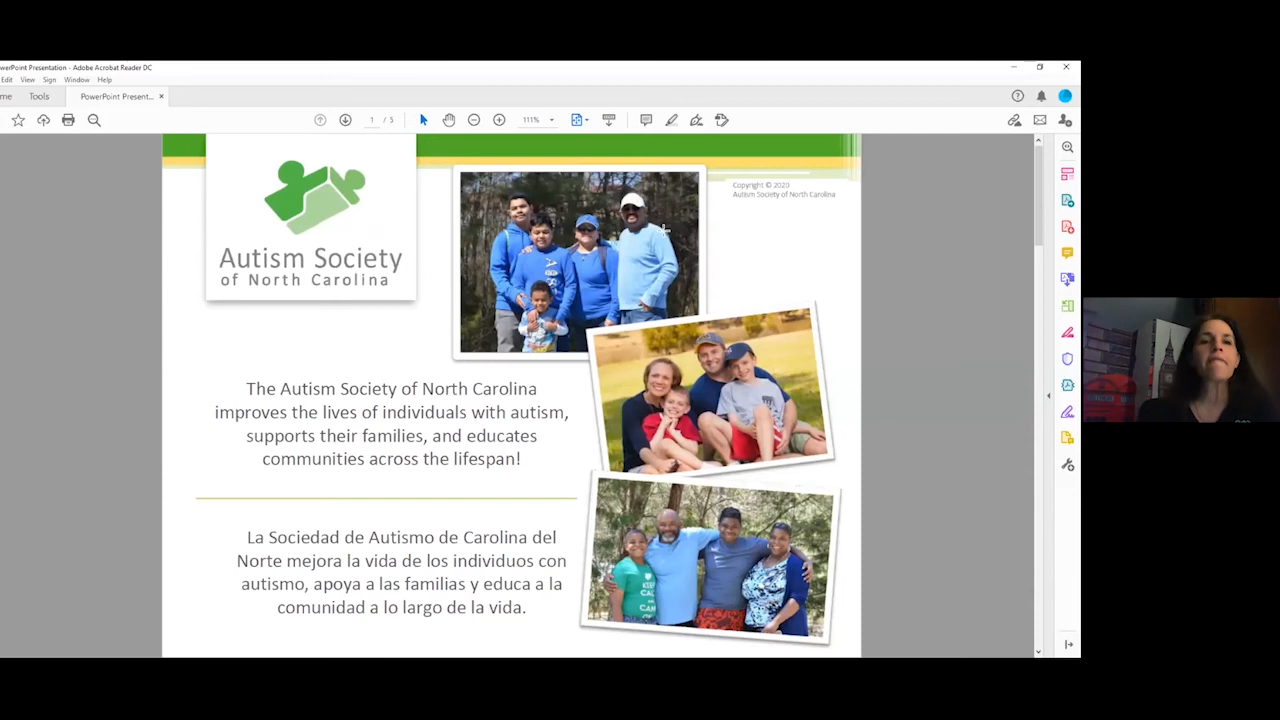 werPoint Presentation - Adobe Acrobat Reader DC
Edit View Sign Window Help
me Tools PowerPoint Present... ×
1 / 5 111%
Copyright © 2020
Autism Society of North Carolina
Autism Society
of North Carolina
The Autism Society of North Carolina
improves the lives of individuals with autism,
supports their families, and educates
communities across the lifespan!
La Sociedad de Autismo de Carolina del
Norte mejora la vida de los individuos con
autismo, apoya a las familias y educa a la
comunidad a lo largo de la vida.